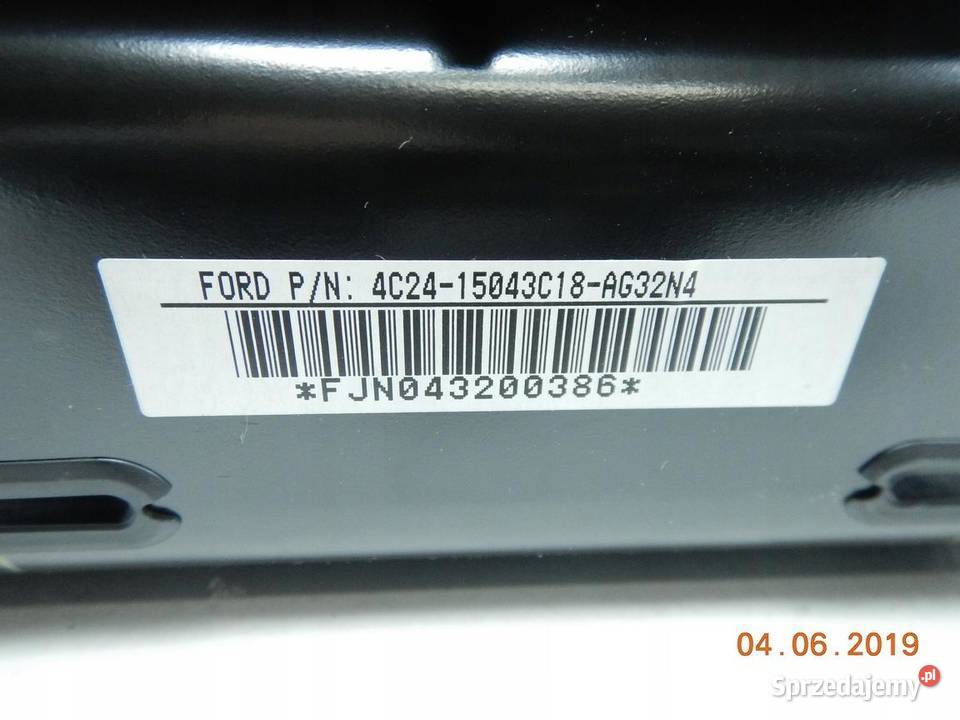 FORD P/N: 4C24-15043C18-AG32N4
*FJN043200386*
04.06.2019
Sprzedajemy.pl